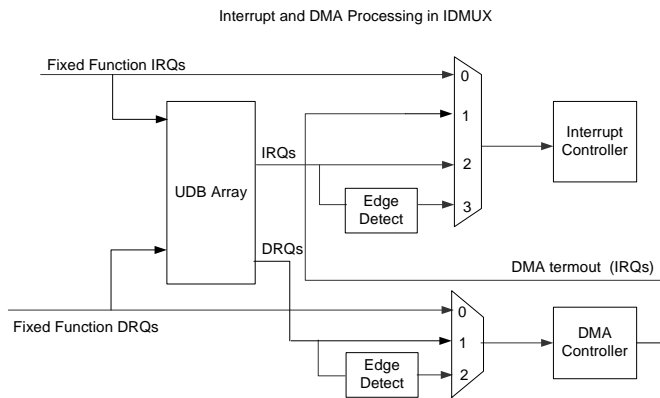 Interrupt and DMA Processing in IDMUX
Fixed Function IRQs
0
1
2
3
Interrupt
Controller
UDB Array
IRQs
Edge
Detect
DRQs
DMA termout (IRQs)
Fixed Function DRQs
0
1
2
Edge
Detect
DMA
Controller